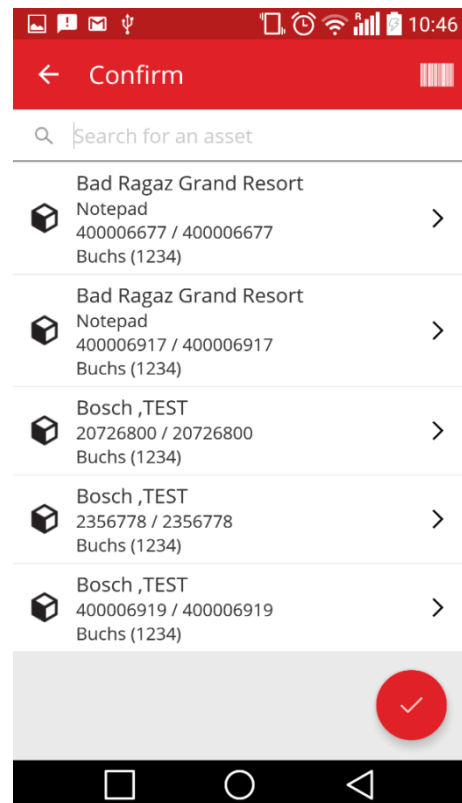 R
10:46
Confirm
Search for an asset
Bad Ragaz Grand Resort
Notepad
400006677 / 400006677
Buchs (1234)
Bad Ragaz Grand Resort
Notepad
400006917 / 400006917
Buchs (1234)
Bosch ,TEST
20726800 / 20726800
Buchs (1234)
Bosch ,TEST
2356778 / 2356778
Buchs (1234)
Bosch ,TEST
400006919 / 400006919
Buchs (1234)